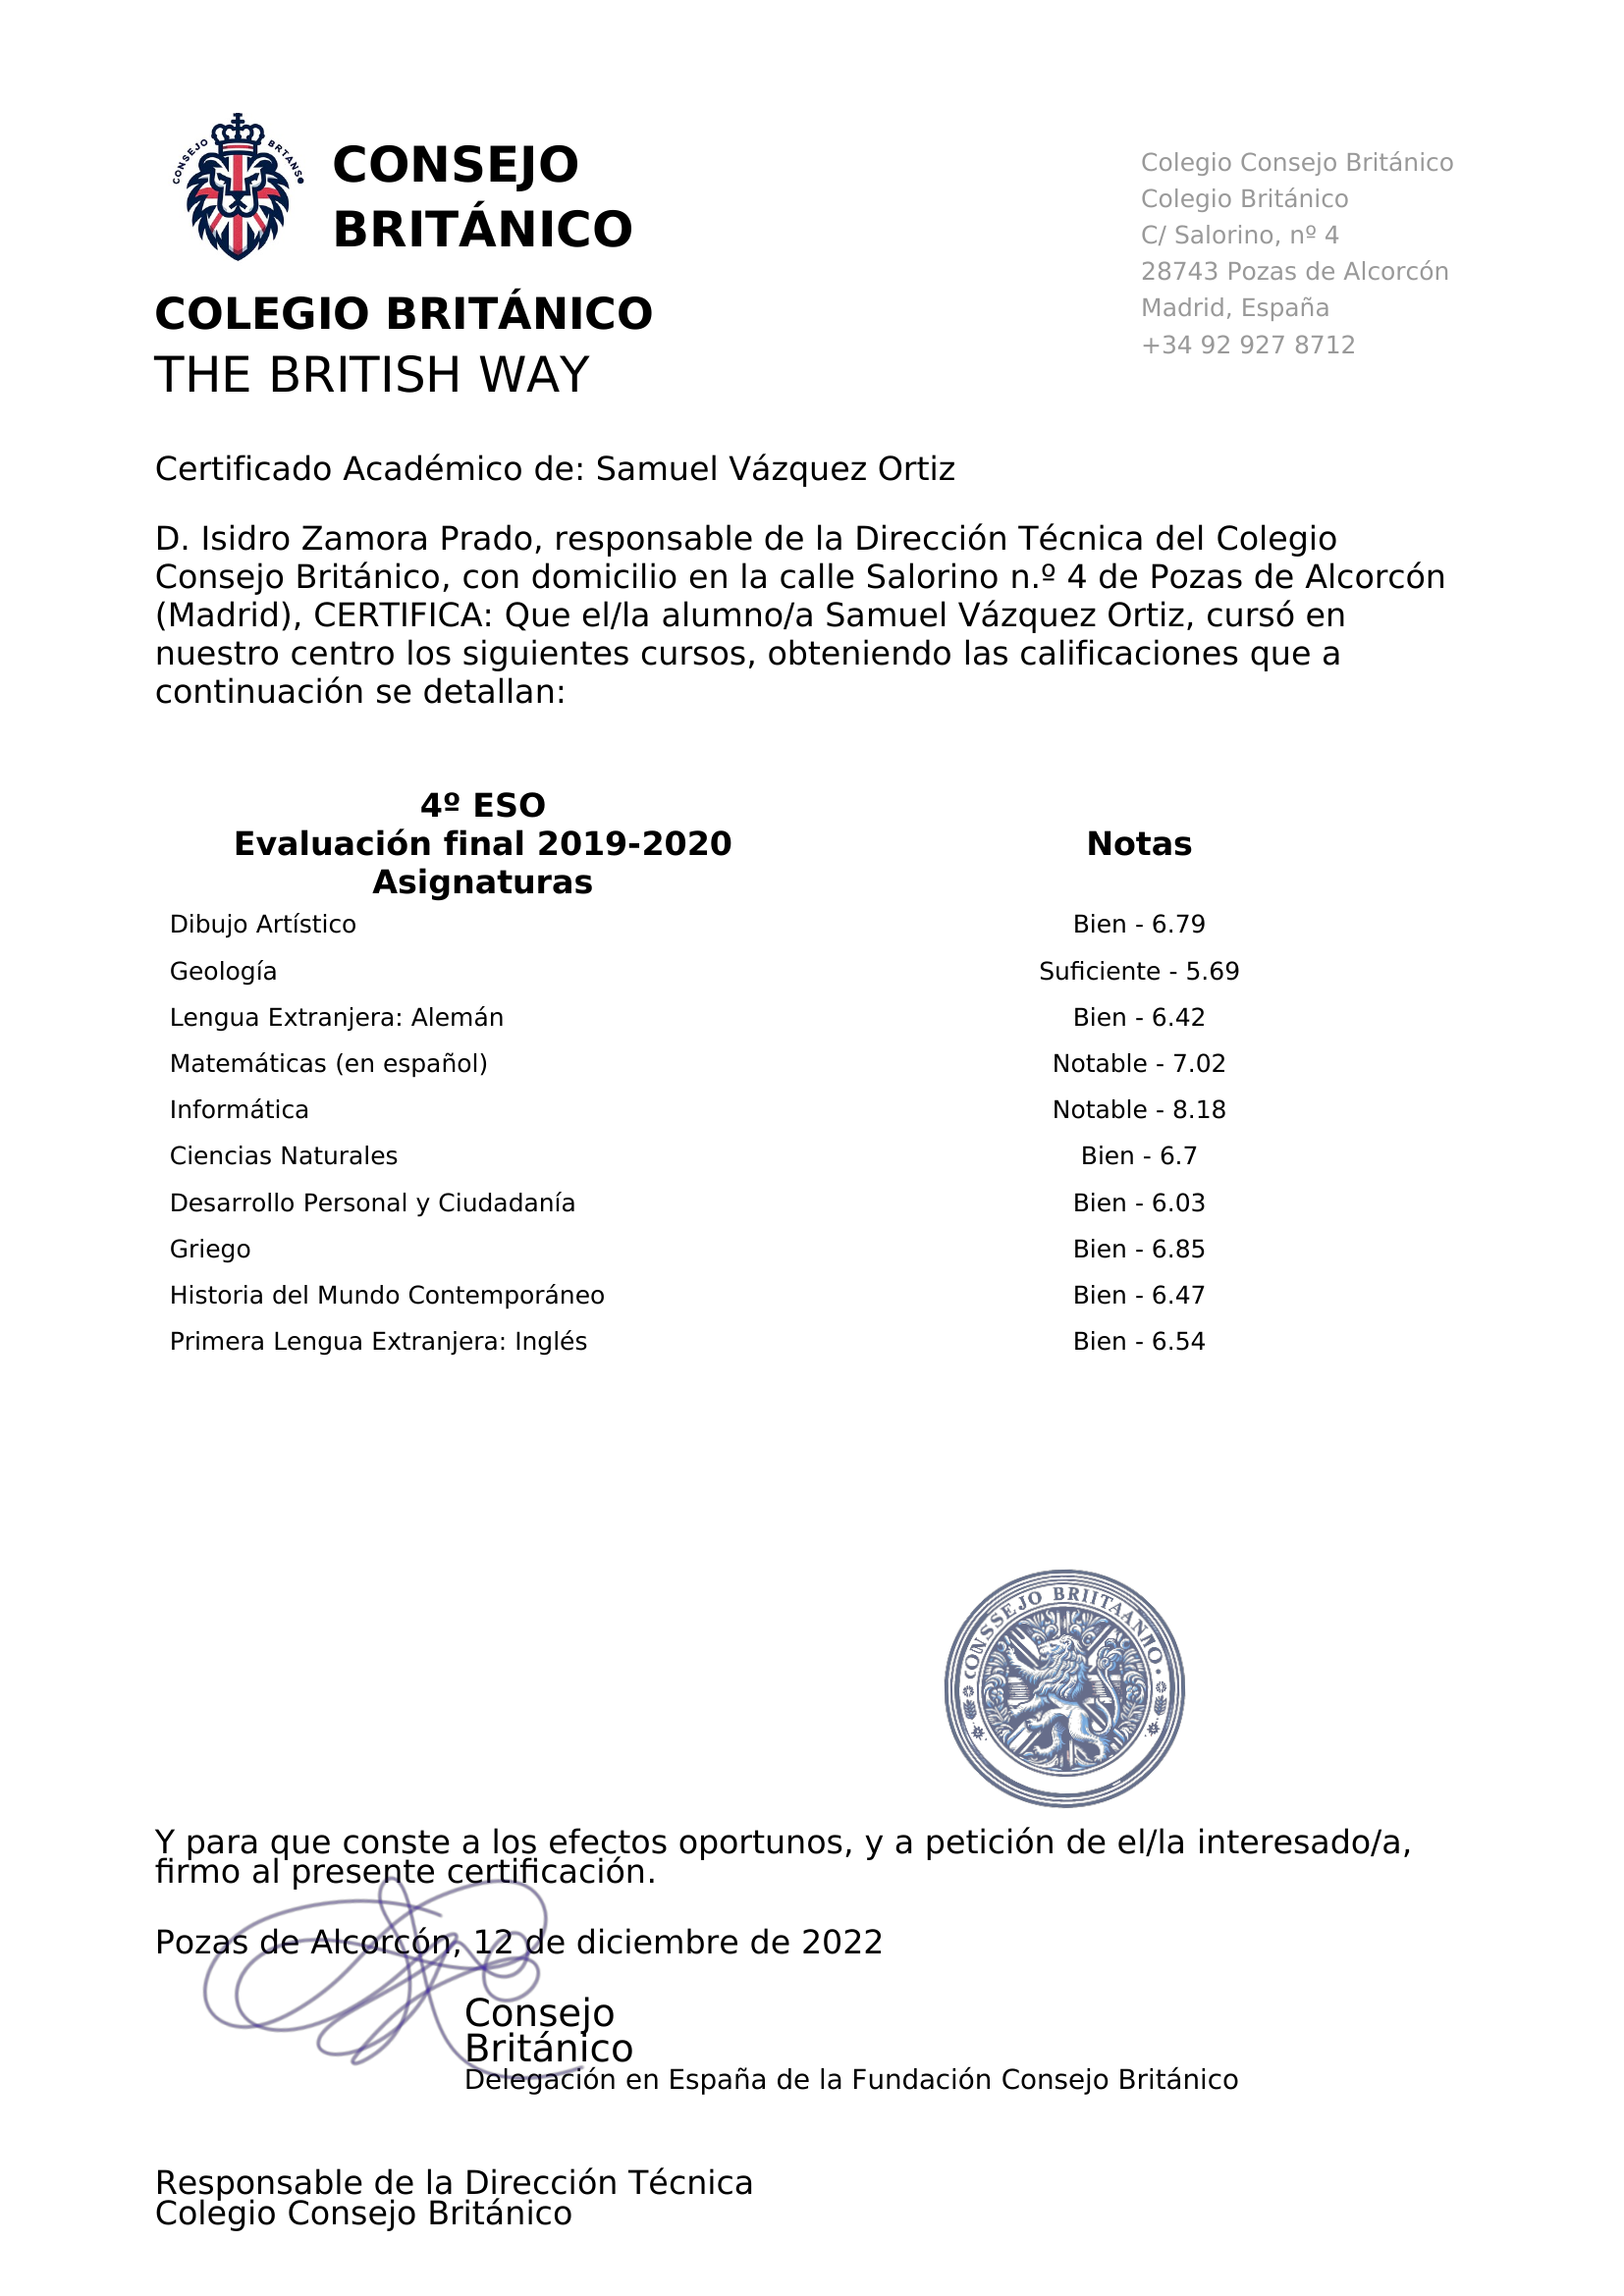 CONSEJO BRTANS
CONSEJO
BRITÁNICO
COLEGIO BRITÁNICO
THE BRITISH WAY
Colegio Consejo Británico
Colegio Británico
C/ Salorino, nº 4
28743 Pozas de Alcorcón
Madrid, España
+34 92 927 8712
Certificado Académico de: Samuel Vázquez Ortiz
D. Isidro Zamora Prado, responsable de la Dirección Técnica del Colegio
Consejo Británico, con domicilio en la calle Salorino n.º 4 de Pozas de Alcorcón
(Madrid), CERTIFICA: Que el/la alumno/a Samuel Vázquez Ortiz, cursó en
nuestro centro los siguientes cursos, obteniendo las calificaciones que a
continuación se detallan:
4º ESO
Evaluación final 2019-2020 Notas
Asignaturas
Dibujo Artístico Bien - 6.79
Geología Suficiente - 5.69
Lengua Extranjera: Alemán Bien - 6.42
Matemáticas (en español) Notable - 7.02
Informática Notable - 8.18
Ciencias Naturales Bien - 6.7
Desarrollo Personal y Ciudadanía Bien - 6.03
Griego Bien - 6.85
Historia del Mundo Contemporáneo Bien - 6.47
Primera Lengua Extranjera: Inglés Bien - 6.54
CONSSEJO BRIITAANIO
Y para que conste a los efectos oportunos, y a petición de el/la interesado/a,
firmo al presente certificación.
Pozas de Alcorcón, 12 de diciembre de 2022
Consejo
Británico
Delegación en España de la Fundación Consejo Británico
Responsable de la Dirección Técnica
Colegio Consejo Británico